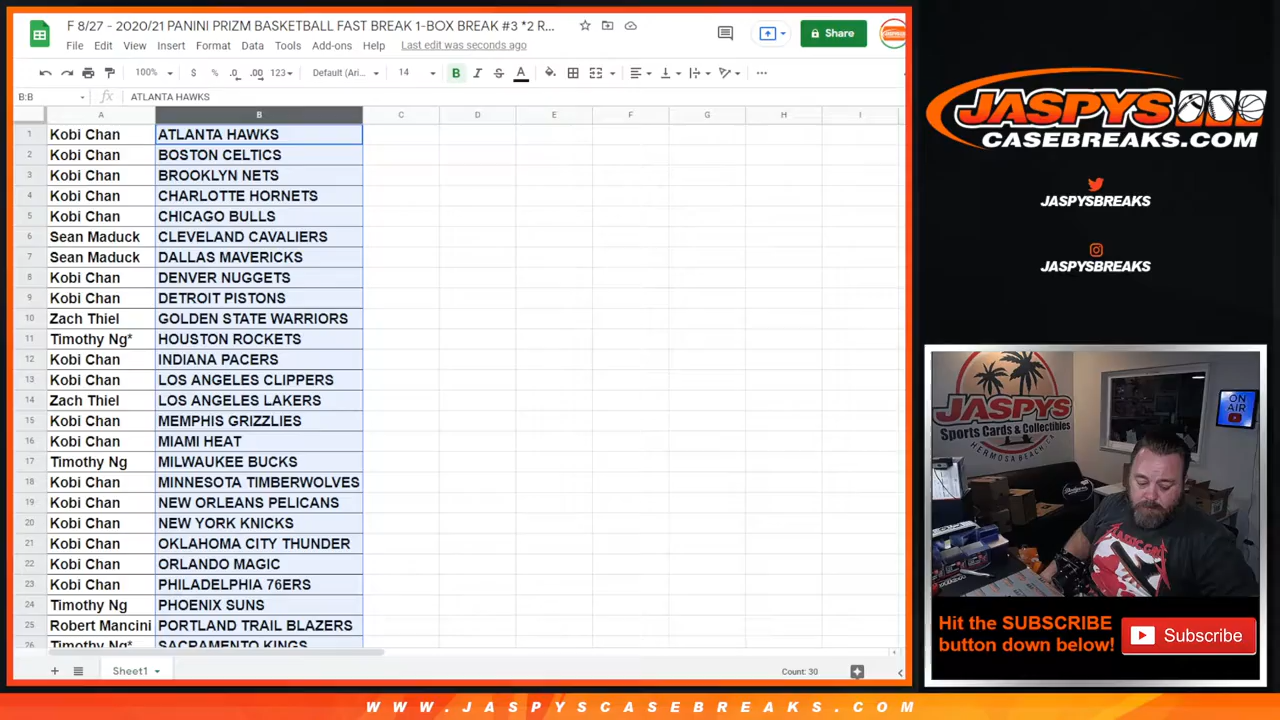 F 8/27 - 2020/21 PANINI PRIZM BASKETBALL FAST BREAK 1-BOX BREAK #3 *2 R...
File Edit View Insert Format Data Tools Add-ons Help Last edit was seconds ago
Share
100% $ % .0 .00 123 Default (Ari... 14 B I S A
B:B fx ATLANTA HAWKS
A B C D E F G H I
1 Kobi Chan ATLANTA HAWKS
2 Kobi Chan BOSTON CELTICS
3 Kobi Chan BROOKLYN NETS
4 Kobi Chan CHARLOTTE HORNETS
5 Kobi Chan CHICAGO BULLS
6 Sean Maduck CLEVELAND CAVALIERS
7 Sean Maduck DALLAS MAVERICKS
8 Kobi Chan DENVER NUGGETS
9 Kobi Chan DETROIT PISTONS
10 Zach Thiel GOLDEN STATE WARRIORS
11 Timothy Ng* HOUSTON ROCKETS
12 Kobi Chan INDIANA PACERS
13 Kobi Chan LOS ANGELES CLIPPERS
14 Zach Thiel LOS ANGELES LAKERS
15 Kobi Chan MEMPHIS GRIZZLIES
16 Kobi Chan MIAMI HEAT
17 Timothy Ng MILWAUKEE BUCKS
18 Kobi Chan MINNESOTA TIMBERWOLVES
19 Kobi Chan NEW ORLEANS PELICANS
20 Kobi Chan NEW YORK KNICKS
21 Kobi Chan OKLAHOMA CITY THUNDER
22 Kobi Chan ORLANDO MAGIC
23 Kobi Chan PHILADELPHIA 76ERS
24 Timothy Ng PHOENIX SUNS
25 Robert Mancini PORTLAND TRAIL BLAZERS
26 Timothy Ng* SACRAMENTO KINGS
Sheet1
Count: 30
JASPYS
CASEBREAKS.COM
JASPYSBREAKS
JASPYSBREAKS
JASPYS
Sports Cards & Collectibles
HERMOSA BEACH, CA
ON
AIR
Hit the SUBSCRIBE
button down below!
Subscribe
WWW.JASPYSCASEBREAKS.COM